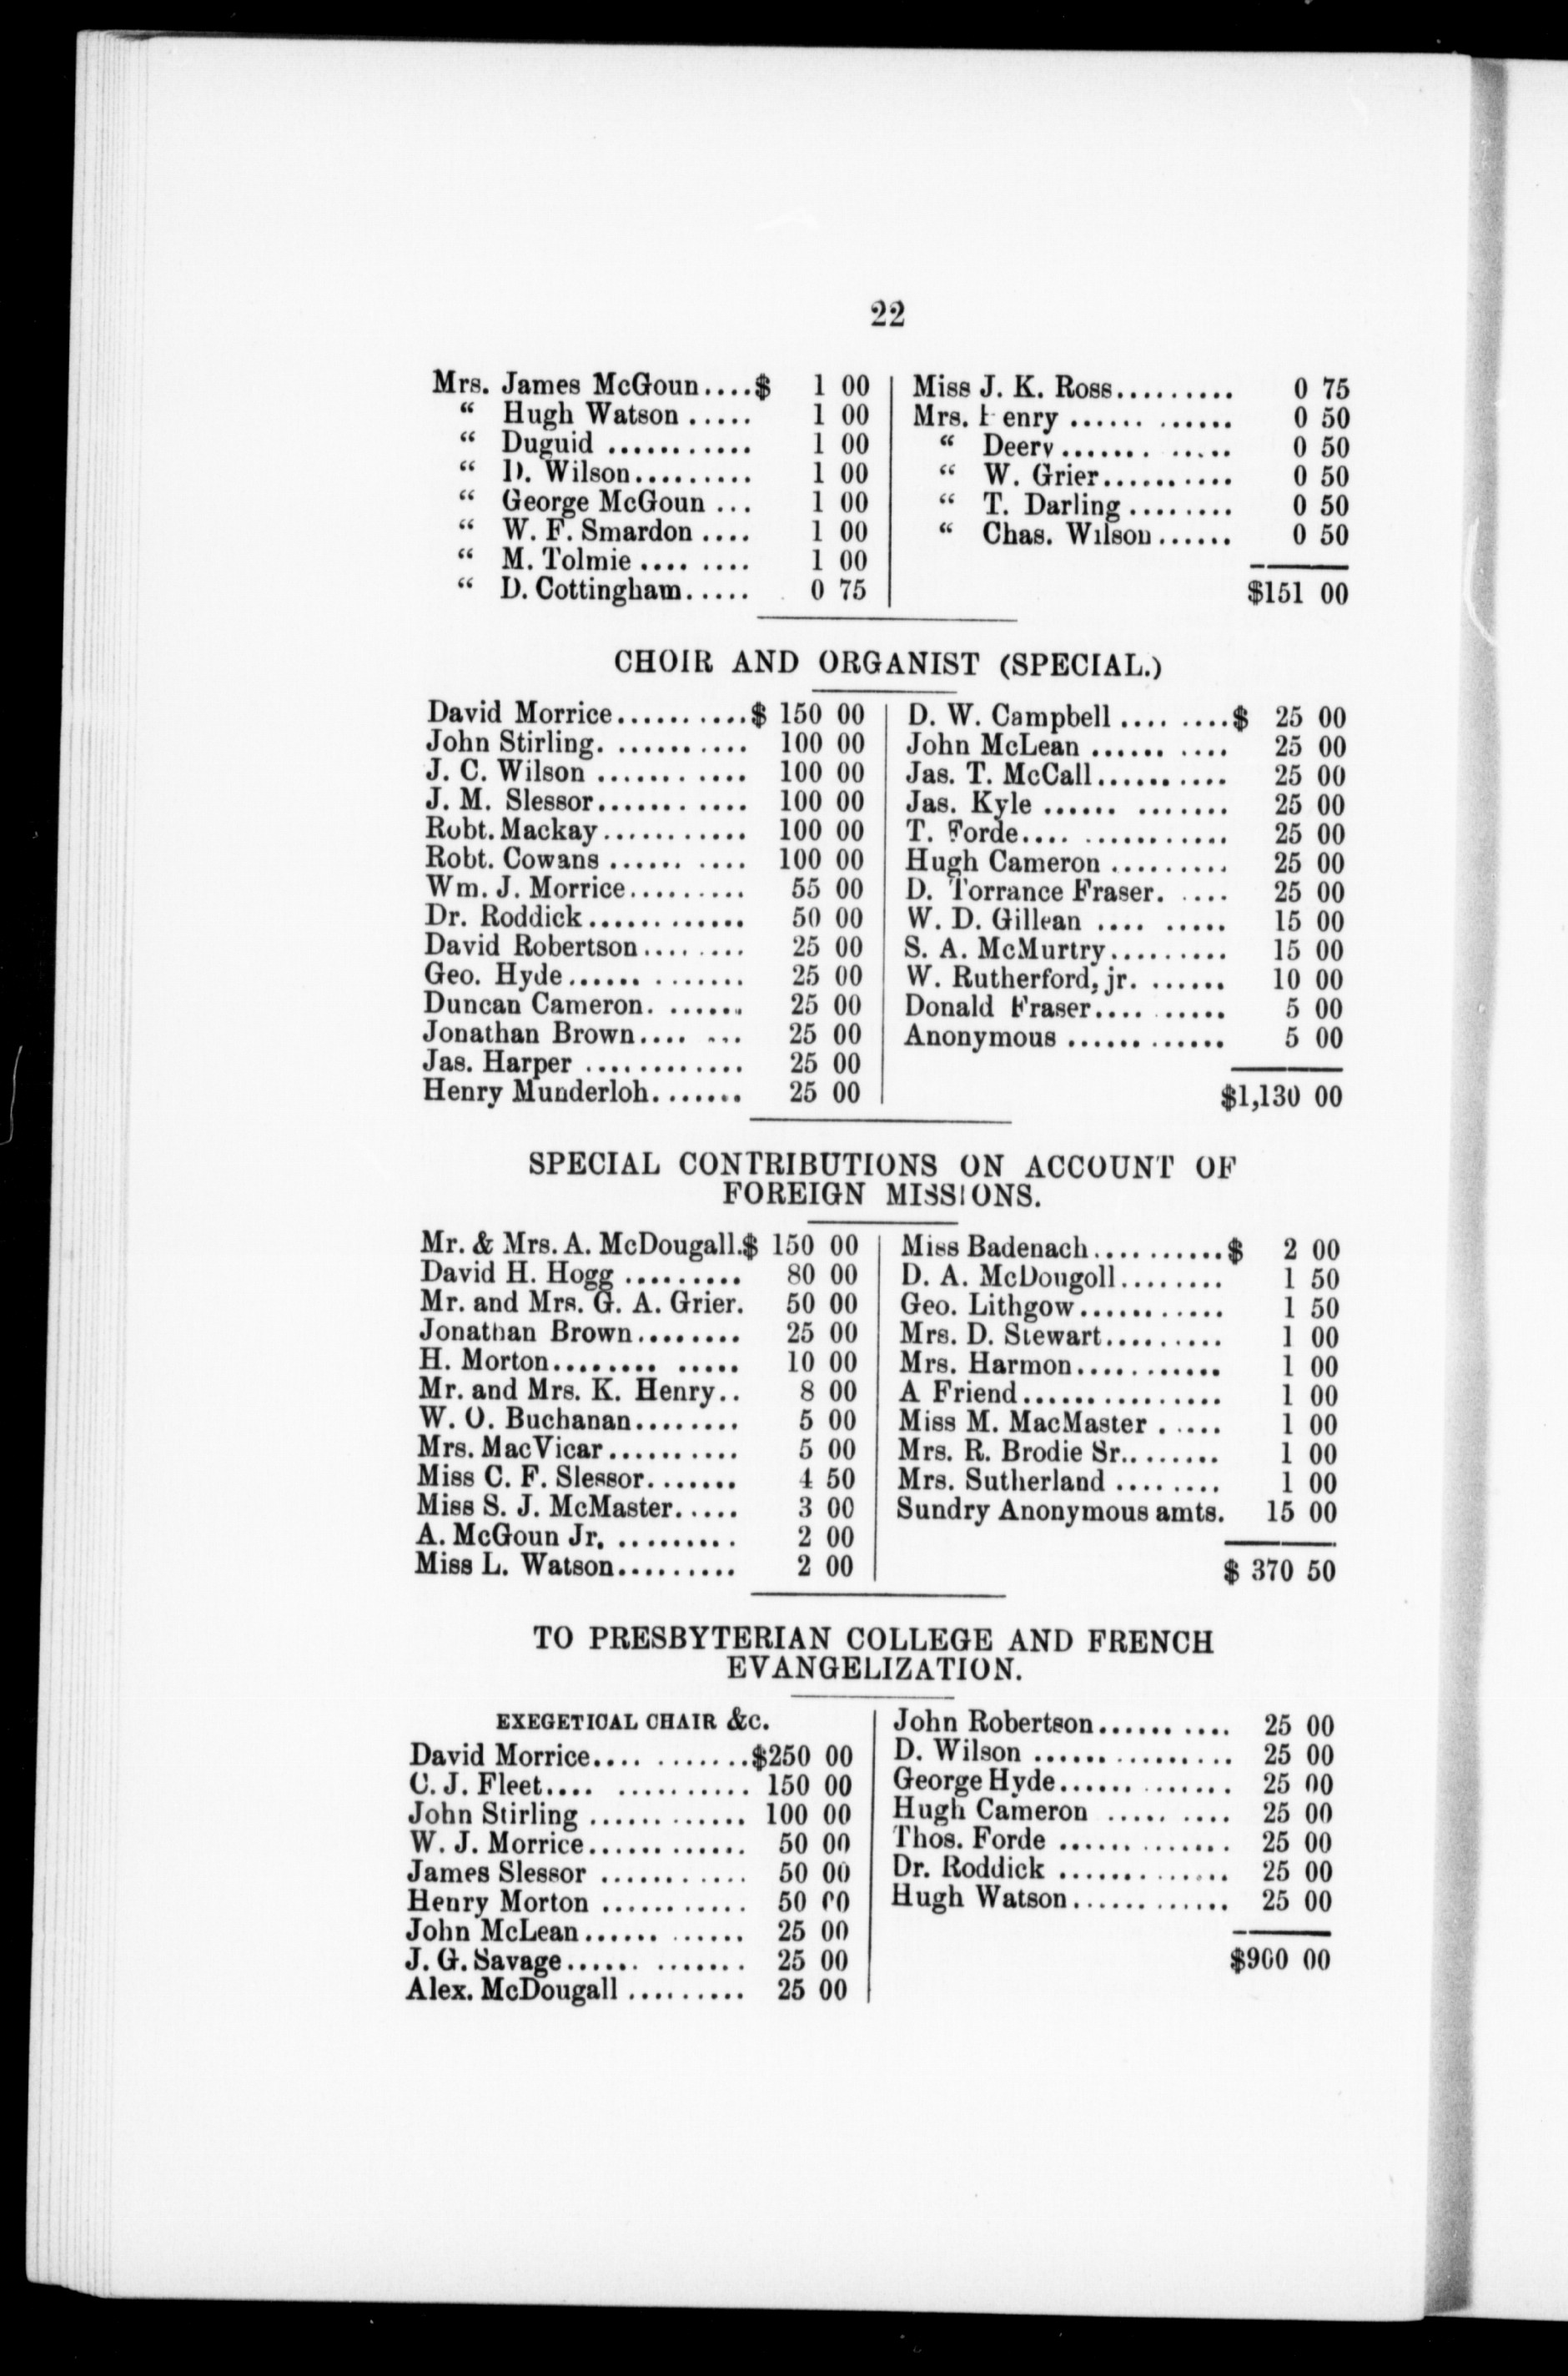 22
Mrs. James McGoun....$ 1 00
“ Hugh Watson ..... 1 00
“ Duguid ........... 1 00
“ D. Wilson......... 1 00
“ George McGoun ... 1 00
“ W. F. Smardon .... 1 00
“ M. Tolmie ........ 1 00
“ D. Cottingham..... 0 75
Miss J. K. Ross......... 0 75
Mrs. Henry ............ 0 50
“ Deery............ 0 50
“ W. Grier.......... 0 50
“ T. Darling ........ 0 50
“ Chas. Wilson...... 0 50
$151 00
CHOIR AND ORGANIST (SPECIAL.)
David Morrice...........$ 150 00
John Stirling. ........... 100 00
J. C. Wilson ............ 100 00
J. M. Slessor............ 100 00
Robt. Mackay........... 100 00
Robt. Cowans .......... 100 00
Wm. J. Morrice......... 55 00
Dr. Roddick............ 50 00
David Robertson........ 25 00
Geo. Hyde............. 25 00
Duncan Cameron. ....... 25 00
Jonathan Brown.... ... 25 00
Jas. Harper ............ 25 00
Henry Munderloh....... 25 00
D. W. Campbell ........$ 25 00
John McLean .......... 25 00
Jas. T. McCall.......... 25 00
Jas. Kyle ............. 25 00
T. Forde.... ........... 25 00
Hugh Cameron ......... 25 00
D. Torrance Fraser. .... 25 00
W. D. Gillean ......... 15 00
S. A. McMurtry......... 15 00
W. Rutherford, jr. ...... 10 00
Donald Fraser.......... 5 00
Anonymous ............ 5 00
$1,130 00
SPECIAL CONTRIBUTIONS ON ACCOUNT OF
FOREIGN MISSIONS.
Mr. & Mrs. A. McDougall.$ 150 00
David H. Hogg ......... 80 00
Mr. and Mrs. G. A. Grier. 50 00
Jonathan Brown........ 25 00
H. Morton........ ..... 10 00
Mr. and Mrs. K. Henry.. 8 00
W. O. Buchanan........ 5 00
Mrs. MacVicar........... 5 00
Miss C. F. Slessor....... 4 50
Miss S. J. McMaster..... 3 00
A. McGoun Jr. ......... 2 00
Miss L. Watson......... 2 00
Miss Badenach..........$ 2 00
D. A. McDougoll........ 1 50
Geo. Lithgow........... 1 50
Mrs. D. Stewart......... 1 00
Mrs. Harmon........... 1 00
A Friend............... 1 00
Miss M. MacMaster ..... 1 00
Mrs. R. Brodie Sr........ 1 00
Mrs. Sutherland ........ 1 00
Sundry Anonymous amts. 15 00
$ 370 50
TO PRESBYTERIAN COLLEGE AND FRENCH
EVANGELIZATION.
EXEGETICAL CHAIR &C.
David Morrice...........$250 00
C. J. Fleet.... ........... 150 00
John Stirling ............ 100 00
W. J. Morrice............ 50 00
James Slessor ........... 50 00
Henry Morton ........... 50 00
John McLean............ 25 00
J. G. Savage...... ....... 25 00
Alex. McDougall ......... 25 00
John Robertson.......... 25 00
D. Wilson ............... 25 00
George Hyde............. 25 00
Hugh Cameron ......... 25 00
Thos. Forde ............. 25 00
Dr. Roddick ............. 25 00
Hugh Watson............ 25 00
$900 00